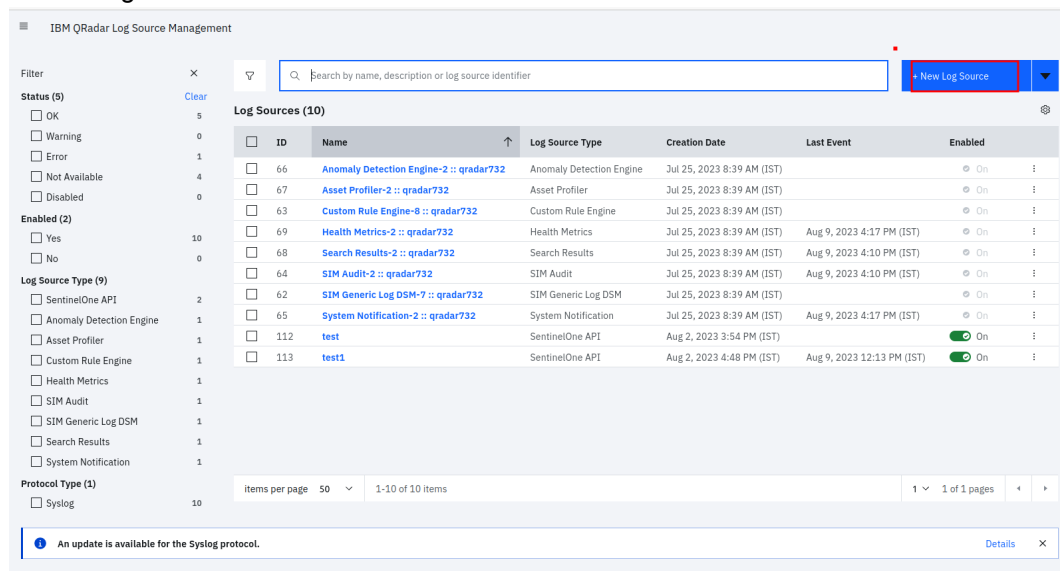 IBM QRadar Log Source Management
Filter
Status (5) Clear
OK 5
Warning 0
Error 1
Not Available 4
Disabled 0
Enabled (2)
Yes 10
No 0
Log Source Type (9)
SentinelOne API 2
Anomaly Detection Engine 1
Asset Profiler 1
Custom Rule Engine 1
Health Metrics 1
SIM Audit 1
SIM Generic Log DSM 1
Search Results 1
System Notification 1
Protocol Type (1)
Syslog 10
Search by name, description or log source identifier
+ New Log Source
Log Sources (10)
ID Name Log Source Type Creation Date Last Event Enabled
66 Anomaly Detection Engine-2 :: qradar732 Anomaly Detection Engine Jul 25, 2023 8:39 AM (IST) On
67 Asset Profiler-2 :: qradar732 Asset Profiler Jul 25, 2023 8:39 AM (IST) On
63 Custom Rule Engine-8 :: qradar732 Custom Rule Engine Jul 25, 2023 8:39 AM (IST) On
69 Health Metrics-2 :: qradar732 Health Metrics Jul 25, 2023 8:39 AM (IST) Aug 9, 2023 4:17 PM (IST) On
68 Search Results-2 :: qradar732 Search Results Jul 25, 2023 8:39 AM (IST) Aug 9, 2023 4:10 PM (IST) On
64 SIM Audit-2 :: qradar732 SIM Audit Jul 25, 2023 8:39 AM (IST) Aug 9, 2023 4:10 PM (IST) On
62 SIM Generic Log DSM-7 :: qradar732 SIM Generic Log DSM Jul 25, 2023 8:39 AM (IST) On
65 System Notification-2 :: qradar732 System Notification Jul 25, 2023 8:39 AM (IST) Aug 9, 2023 4:17 PM (IST) On
112 test SentinelOne API Aug 2, 2023 3:54 PM (IST) On
113 test1 SentinelOne API Aug 2, 2023 4:48 PM (IST) Aug 9, 2023 12:13 PM (IST) On
items per page 50 1-10 of 10 items 1 1 of 1 pages
An update is available for the Syslog protocol. Details